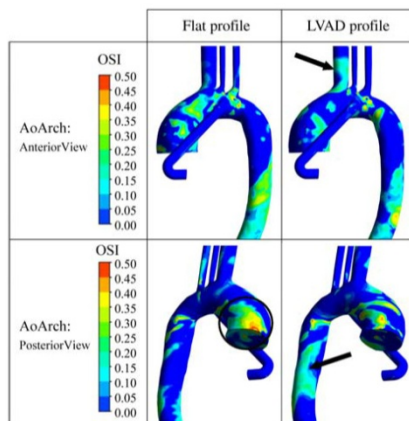 Flat profile
LVAD profile
OSI
0.50
0.45
0.40
0.35
0.30
0.25
0.20
0.15
0.10
0.05
0.00
AoArch:
AnteriorView
OSI
0.50
0.45
0.40
0.35
0.30
0.25
0.20
0.15
0.10
0.05
0.00
AoArch:
PosteriorView